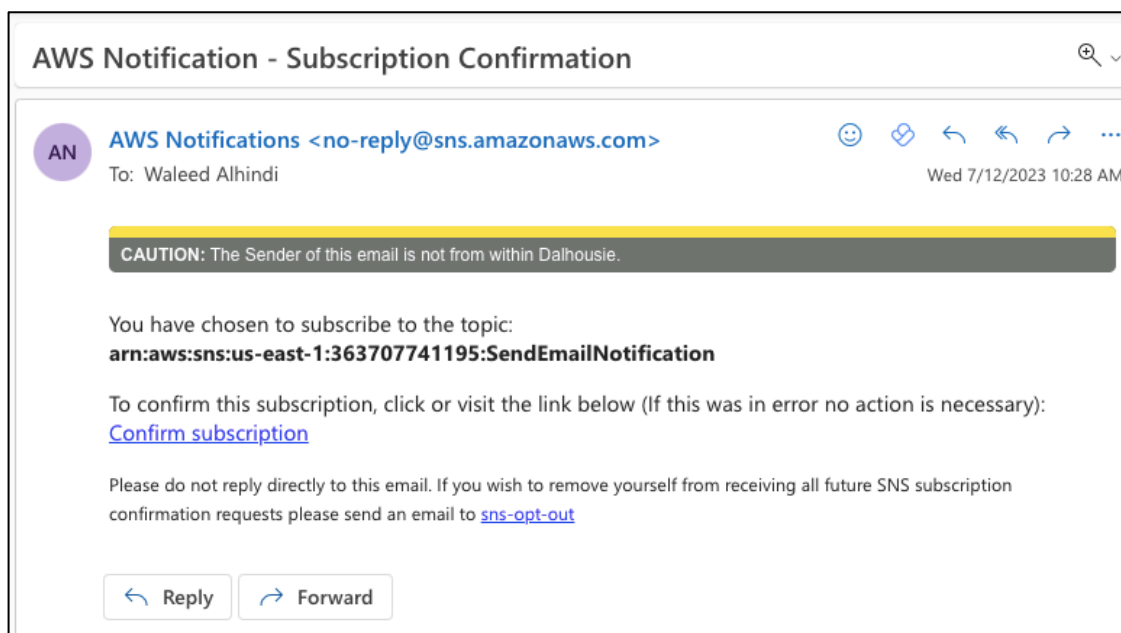 AWS Notification - Subscription Confirmation
AN
AWS Notifications <no-reply@sns.amazonaws.com>
To: Waleed Alhindi
Wed 7/12/2023 10:28 AM
CAUTION: The Sender of this email is not from within Dalhousie.
You have chosen to subscribe to the topic:
arn:aws:sns:us-east-1:363707741195:SendEmailNotification
To confirm this subscription, click or visit the link below (If this was in error no action is necessary):
Confirm subscription
Please do not reply directly to this email. If you wish to remove yourself from receiving all future SNS subscription
confirmation requests please send an email to sns-opt-out
Reply
Forward